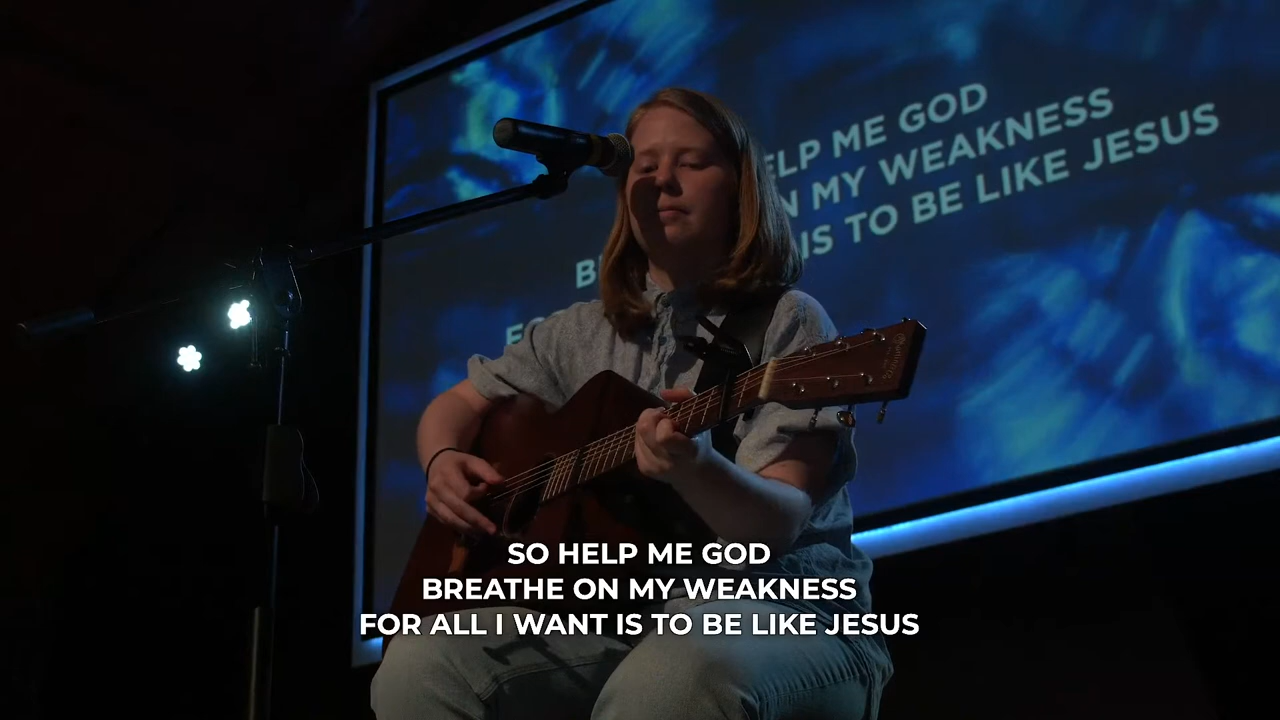 ELP ME GOD
N MY WEAKNESS
IS TO BE LIKE JESUS
SO HELP ME GOD
BREATHE ON MY WEAKNESS
FOR ALL I WANT IS TO BE LIKE JESUS